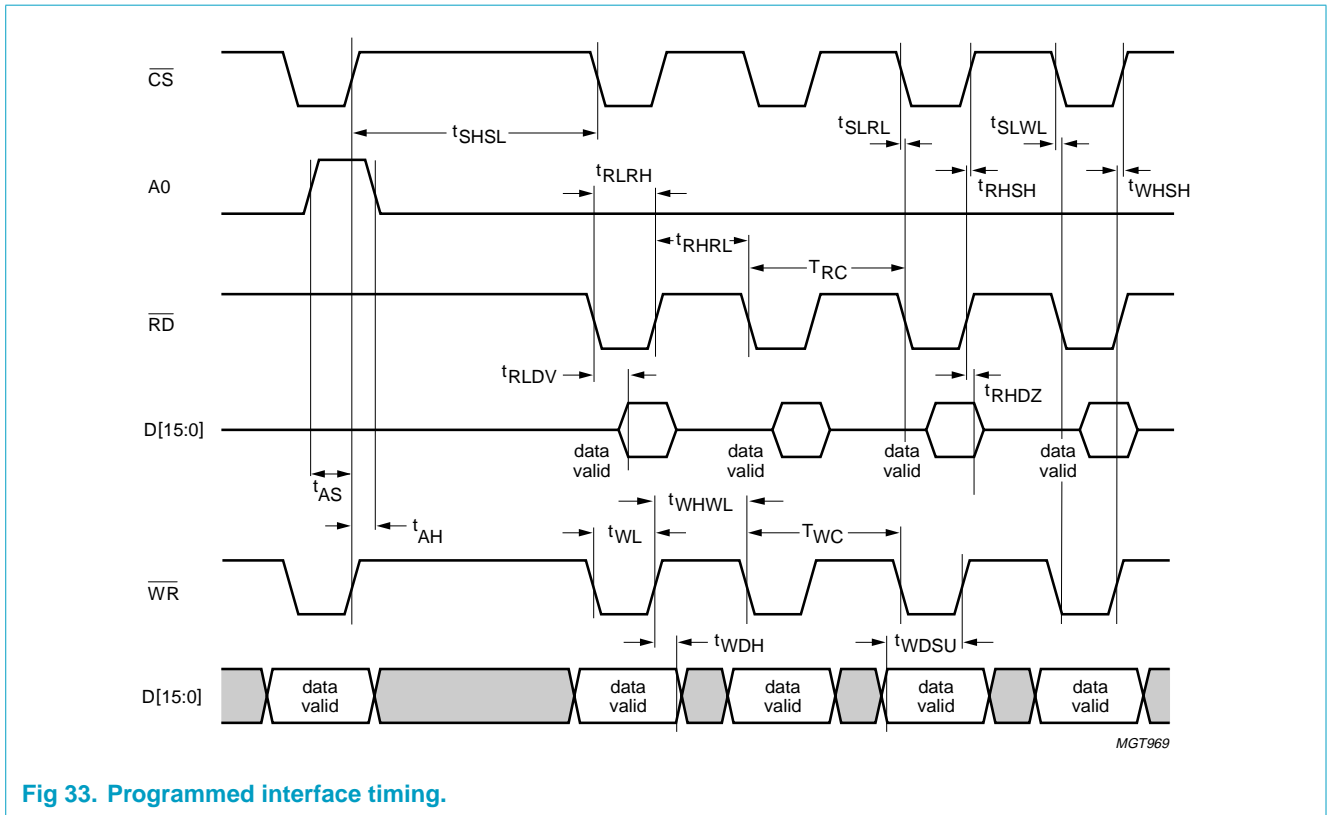 CS
tSHSL
tSLRL
tSLWL
A0
tRLRH
tRHSH
tWHSH
tRHRL
TRC
RD
tRLDV
tRHDZ
D[15:0]
data
valid
data
valid
data
valid
data
valid
tAS
tWHWL
tAH
tWL
TWC
WR
tWDH
tWDSU
D[15:0]
data
valid
data
valid
data
valid
data
valid
data
valid
MGT969
Fig 33. Programmed interface timing.